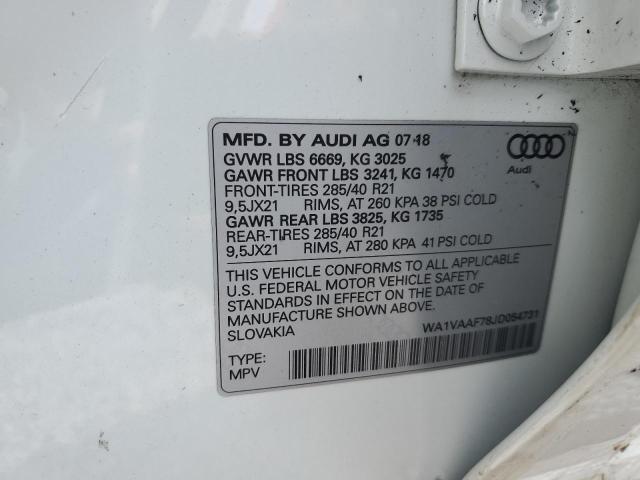 MFD. BY AUDI AG 07-18
GVWR LBS 6669, KG 3025
GAWR FRONT LBS 3241, KG 1470
FRONT-TIRES 285/40 R21
9,5JX21 RIMS, AT 260 KPA 38 PSI COLD
GAWR REAR LBS 3825, KG 1735
REAR-TIRES 285/40 R21
9,5JX21 RIMS, AT 280 KPA 41 PSI COLD
Audi
THIS VEHICLE CONFORMS TO ALL APPLICABLE
U.S. FEDERAL MOTOR VEHICLE SAFETY
STANDARDS IN EFFECT ON THE DATE OF
MANUFACTURE SHOWN ABOVE.
SLOVAKIA
WA1VAAF78JD054731
TYPE:
MPV